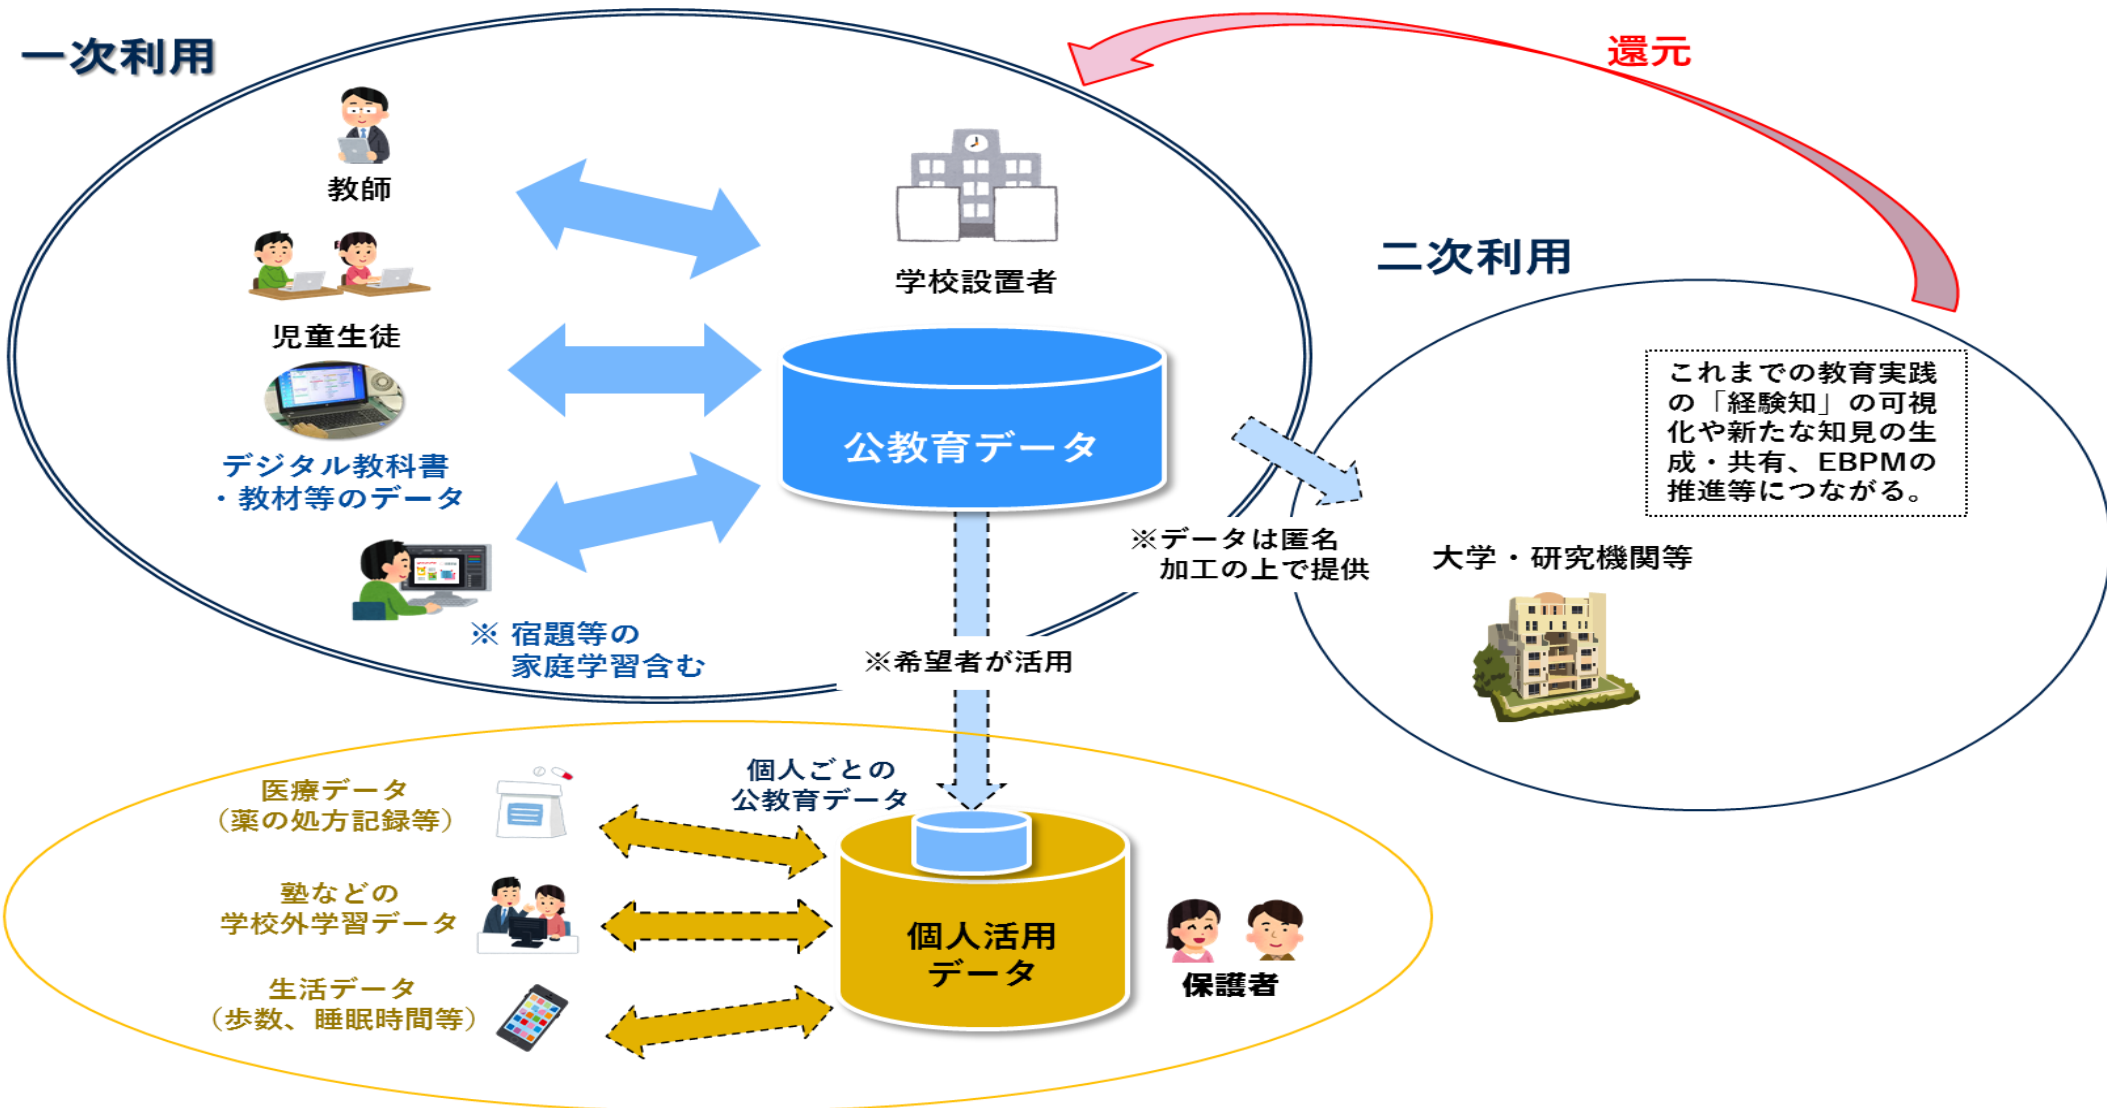 一次利用
還元
教師
学校設置者
児童生徒
二次利用
デジタル教科書
・教材等のデータ
公教育データ
これまでの教育実践
の「経験知」の可視
化や新たな知見の生
成・共有、EBPMの
推進等につながる。
※データは匿名
加工の上で提供
大学・研究機関等
※ 宿題等の
家庭学習含む
※希望者が活用
医療データ
（薬の処方記録等）
個人ごとの
公教育データ
塾などの
学校外学習データ
個人活用
データ
保護者
生活データ
（歩数、睡眠時間等）